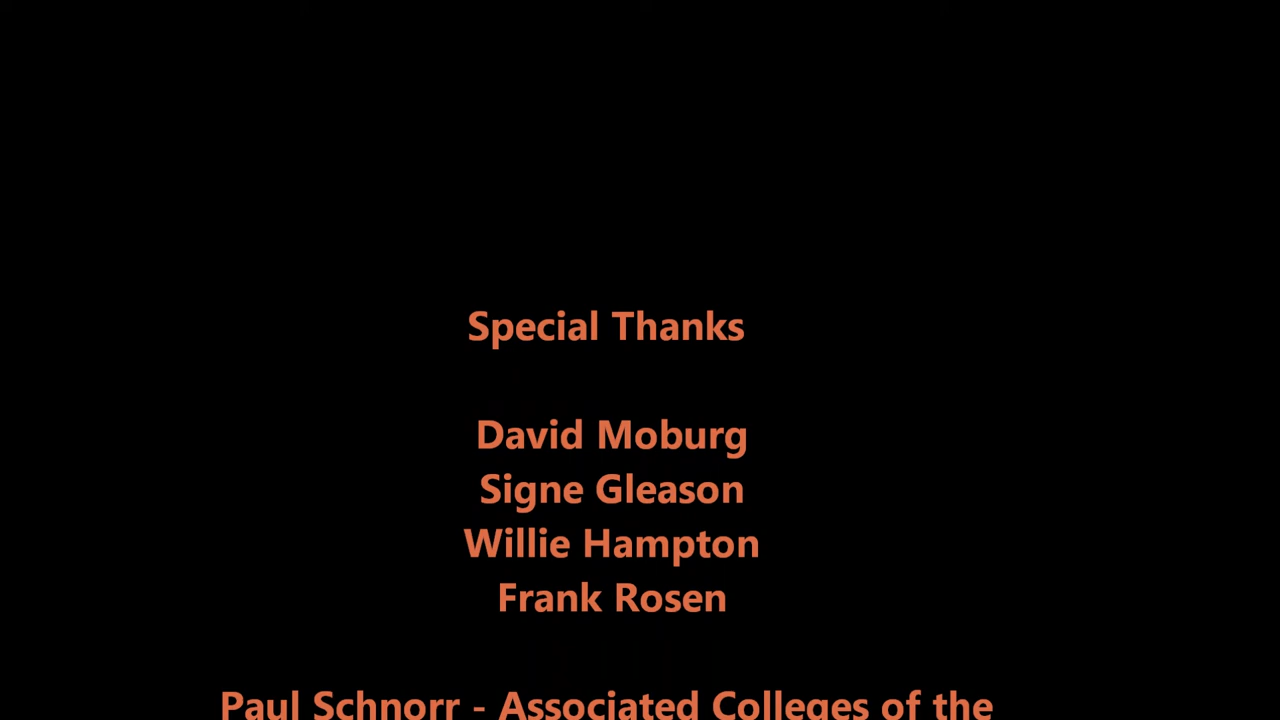 Special Thanks
David Moburg
Signe Gleason
Willie Hampton
Frank Rosen
Paul Schnorr - Associated Colleges of the